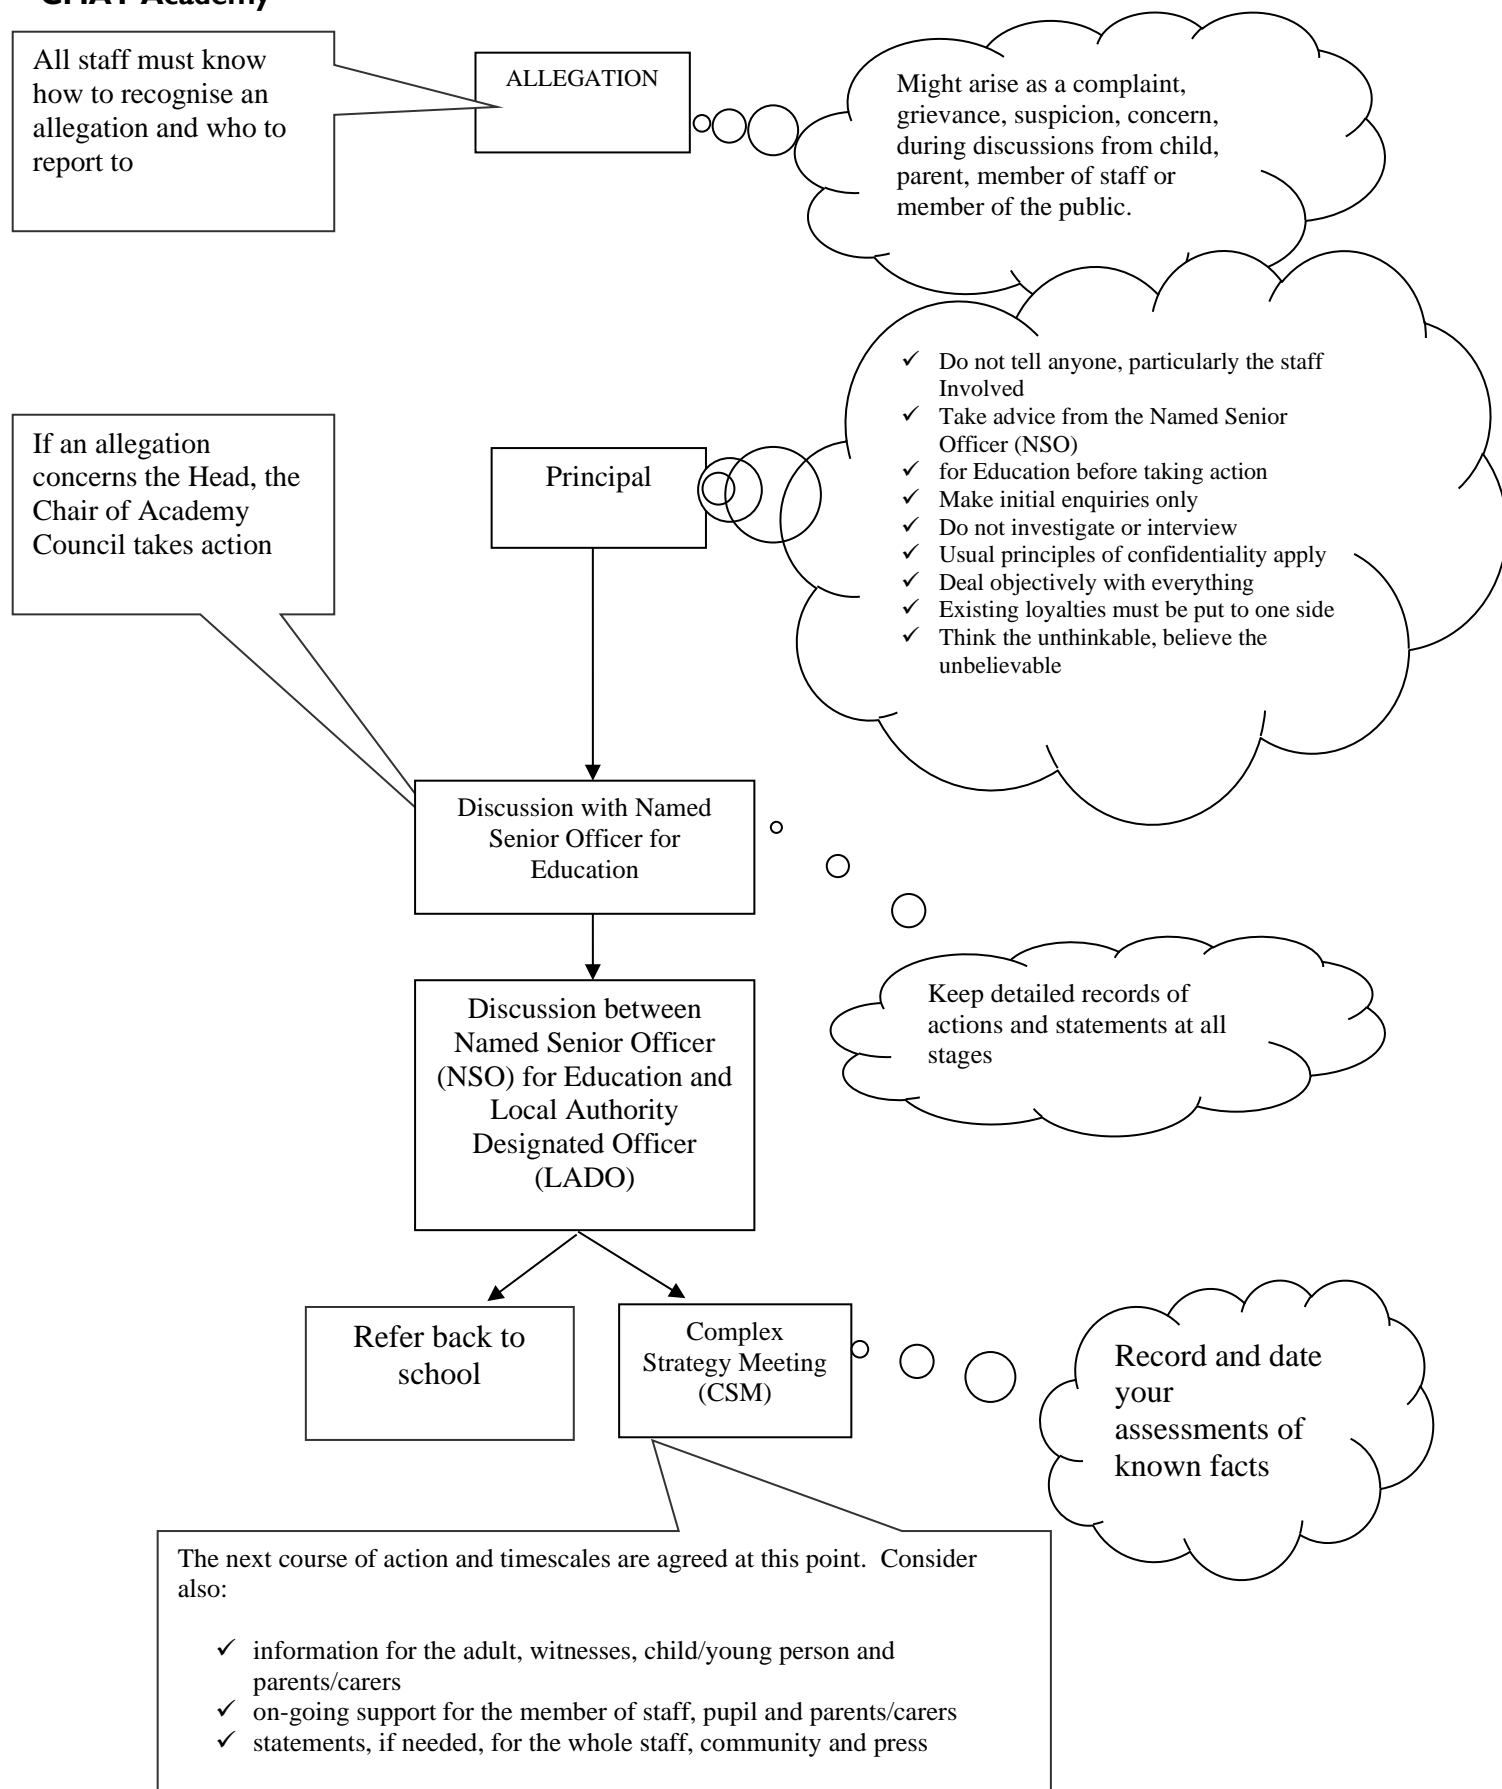 Academy
All staff must know
how to recognise an
allegation and who to
report to
ALLEGATION
Might arise as a complaint,
grievance, suspicion, concern,
during discussions from child,
parent, member of staff or
member of the public.
If an allegation
concerns the Head, the
Chair of Academy
Council takes action
Principal
✓ Do not tell anyone, particularly the staff
Involved
✓ Take advice from the Named Senior
Officer (NSO)
✓ for Education before taking action
✓ Make initial enquiries only
✓ Do not investigate or interview
✓ Usual principles of confidentiality apply
✓ Deal objectively with everything
✓ Existing loyalties must be put to one side
✓ Think the unthinkable, believe the
unbelievable
Discussion with Named
Senior Officer for
Education
Discussion between
Named Senior Officer
(NSO) for Education and
Local Authority
Designated Officer
(LADO)
Keep detailed records of
actions and statements at all
stages
Refer back to
school
Complex
Strategy Meeting
(CSM)
Record and date
your
assessments of
known facts
The next course of action and timescales are agreed at this point.  Consider
also:
✓ information for the adult, witnesses, child/young person and
parents/carers
✓ on-going support for the member of staff, pupil and parents/carers
✓ statements, if needed, for the whole staff, community and press